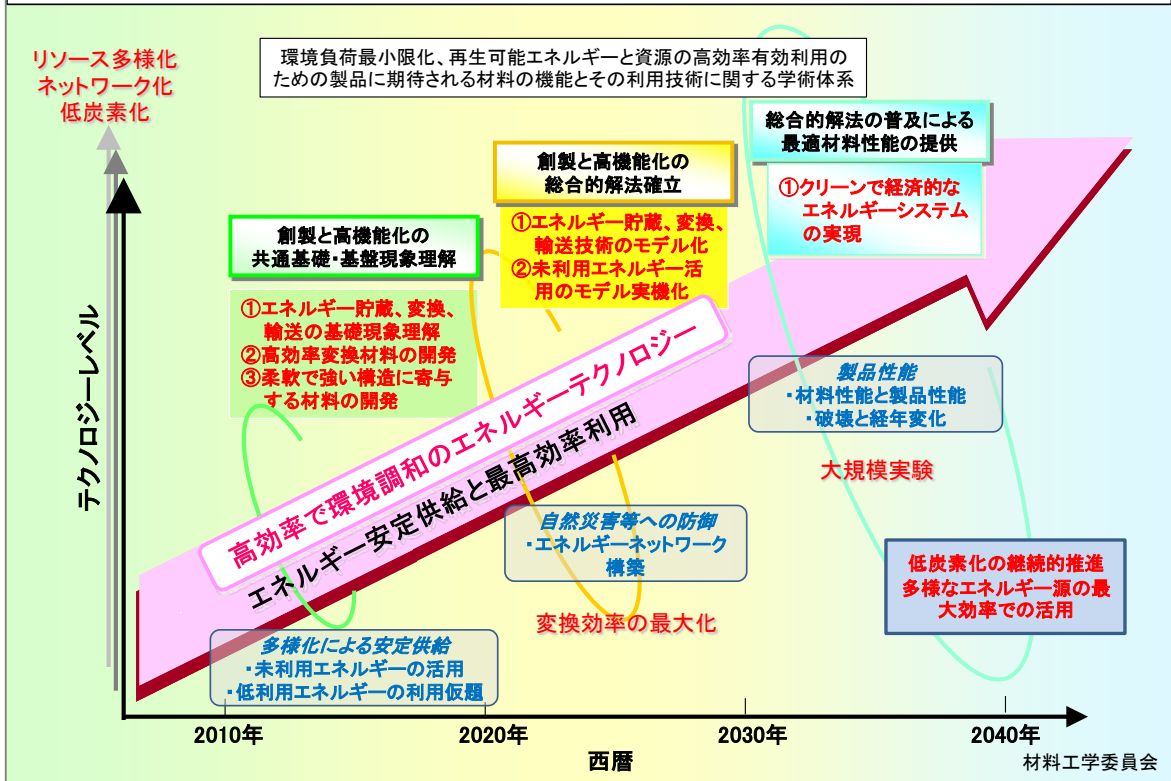 環境負荷最小限化、再生可能エネルギーと資源の高効率有効利用の
ための製品に期待される材料の機能とその利用技術に関する学術体系
リソース多様化
ネットワーク化
低炭素化
総合的解法の普及による
最適材料性能の提供
①クリーンで経済的な
エネルギーシステム
の実現
創製と高機能化の
総合的解法確立
①エネルギー貯蔵、変換、
輸送技術のモデル化
②未利用エネルギー活
用のモデル実機化
創製と高機能化の
共通基礎・基盤現象理解
①エネルギー貯蔵、変換、
輸送の基礎現象理解
②高効率変換材料の開発
③柔軟で強い構造に寄与
する材料の開発
テクノロジーレベル
高効率で環境調和のエネルギーテクノロジー
エネルギー安定供給と最高効率利用
製品性能
・材料性能と製品性能
・破壊と経年変化
大規模実験
自然災害等への防御
・エネルギーネットワーク
構築
変換効率の最大化
低炭素化の継続的推進
多様なエネルギー源の最
大効率での活用
多様化による安定供給
・未利用エネルギーの活用
・低利用エネルギーの利用仮題
2010年
2020年
2030年
2040年
西暦
材料工学委員会